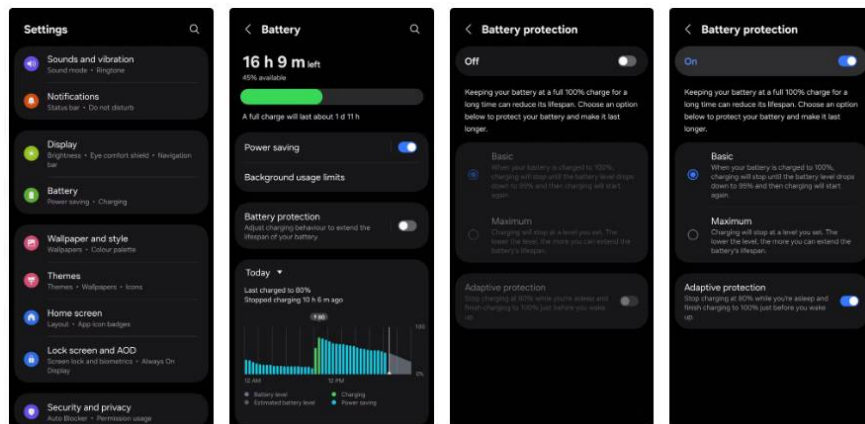 Settings
Sounds and vibration
Sound mode • Ringtone
Notifications
Status bar • Do not disturb
Display
Brightness • Eye comfort shield • Navigation
bar
Battery
Power saving • Charging
Wallpaper and style
Wallpapers • Colour palette
Themes
Themes • Wallpapers • Icons
Home screen
Layout • App icon badges
Lock screen and AOD
Screen lock and biometrics • Always On
Display
Security and privacy
Auto Blocker • Permission usage
Battery
16 h 9 m left
45% available
A full charge will last about 1 d 11 h
Power saving
Background usage limits
Battery protection
Adjust charging behaviour to extend the
lifespan of your battery.
Today
Last charged to 80%
Stopped charging 10 h 6 m ago
100
0%
12 AM
12 PM
Battery level
Charging
Estimated battery level
Power saving
Battery protection
Off
Keeping your battery at a full 100% charge for a
long time can reduce its lifespan. Choose an option
below to protect your battery and make it last
longer.
Basic
When your battery is charged to 100%,
charging will stop until the battery level drops
down to 95% and then charging will start
again.
Maximum
Charging will stop at a level you set. The
lower the level, the more you can extend the
battery's lifespan.
Adaptive protection
Stop charging at 80% while you're asleep and
finish charging to 100% just before you wake
up.
Battery protection
On
Keeping your battery at a full 100% charge for a
long time can reduce its lifespan. Choose an option
below to protect your battery and make it last
longer.
Basic
When your battery is charged to 100%,
charging will stop until the battery level drops
down to 95% and then charging will start
again.
Maximum
Charging will stop at a level you set. The
lower the level, the more you can extend the
battery's lifespan.
Adaptive protection
Stop charging at 80% while you're asleep and
finish charging to 100% just before you wake
up.